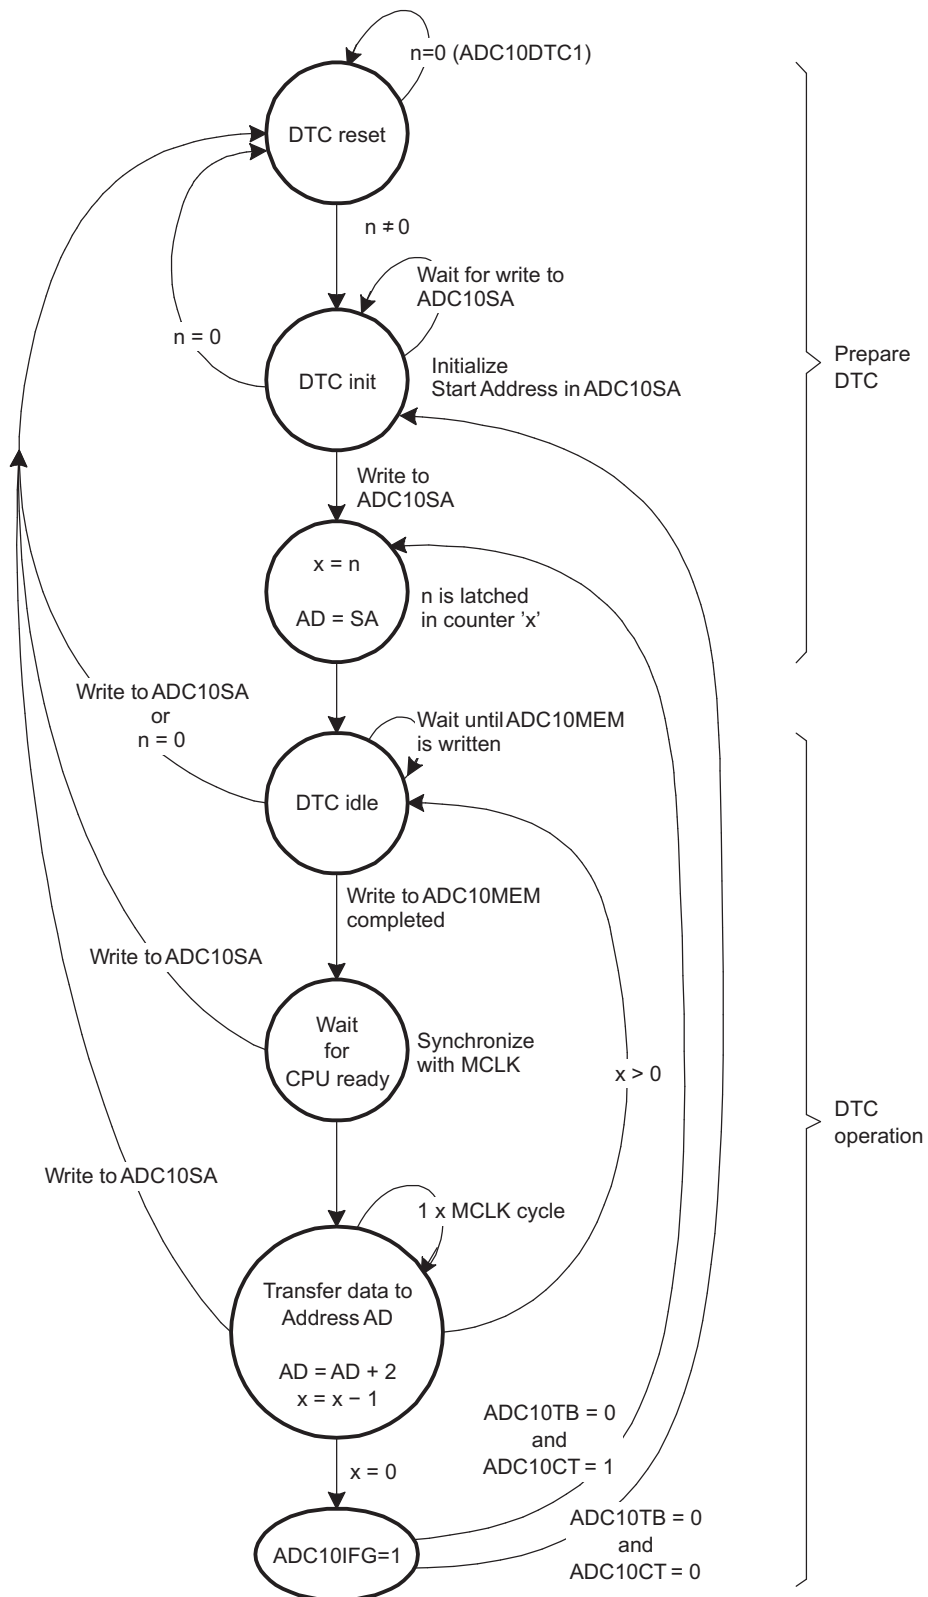 n=0 (ADC10DTC1)
DTC reset
n ≠ 0
Wait for write to
ADC10SA
n = 0
DTC init
Initialize
Start Address in ADC10SA
Prepare
DTC
Write to
ADC10SA
x = n
AD = SA
n is latched
in counter ’x’
Write to ADC10SA
or
n = 0
Wait until ADC10MEM
is written
DTC idle
Write to ADC10MEM
completed
Write to ADC10SA
Wait
for
CPU ready
Synchronize
with MCLK
x > 0
DTC
operation
Write to ADC10SA
1 x MCLK cycle
Transfer data to
Address AD
AD = AD + 2
x = x − 1
ADC10TB = 0
and
ADC10CT = 1
x = 0
ADC10IFG=1
ADC10TB = 0
and
ADC10CT = 0